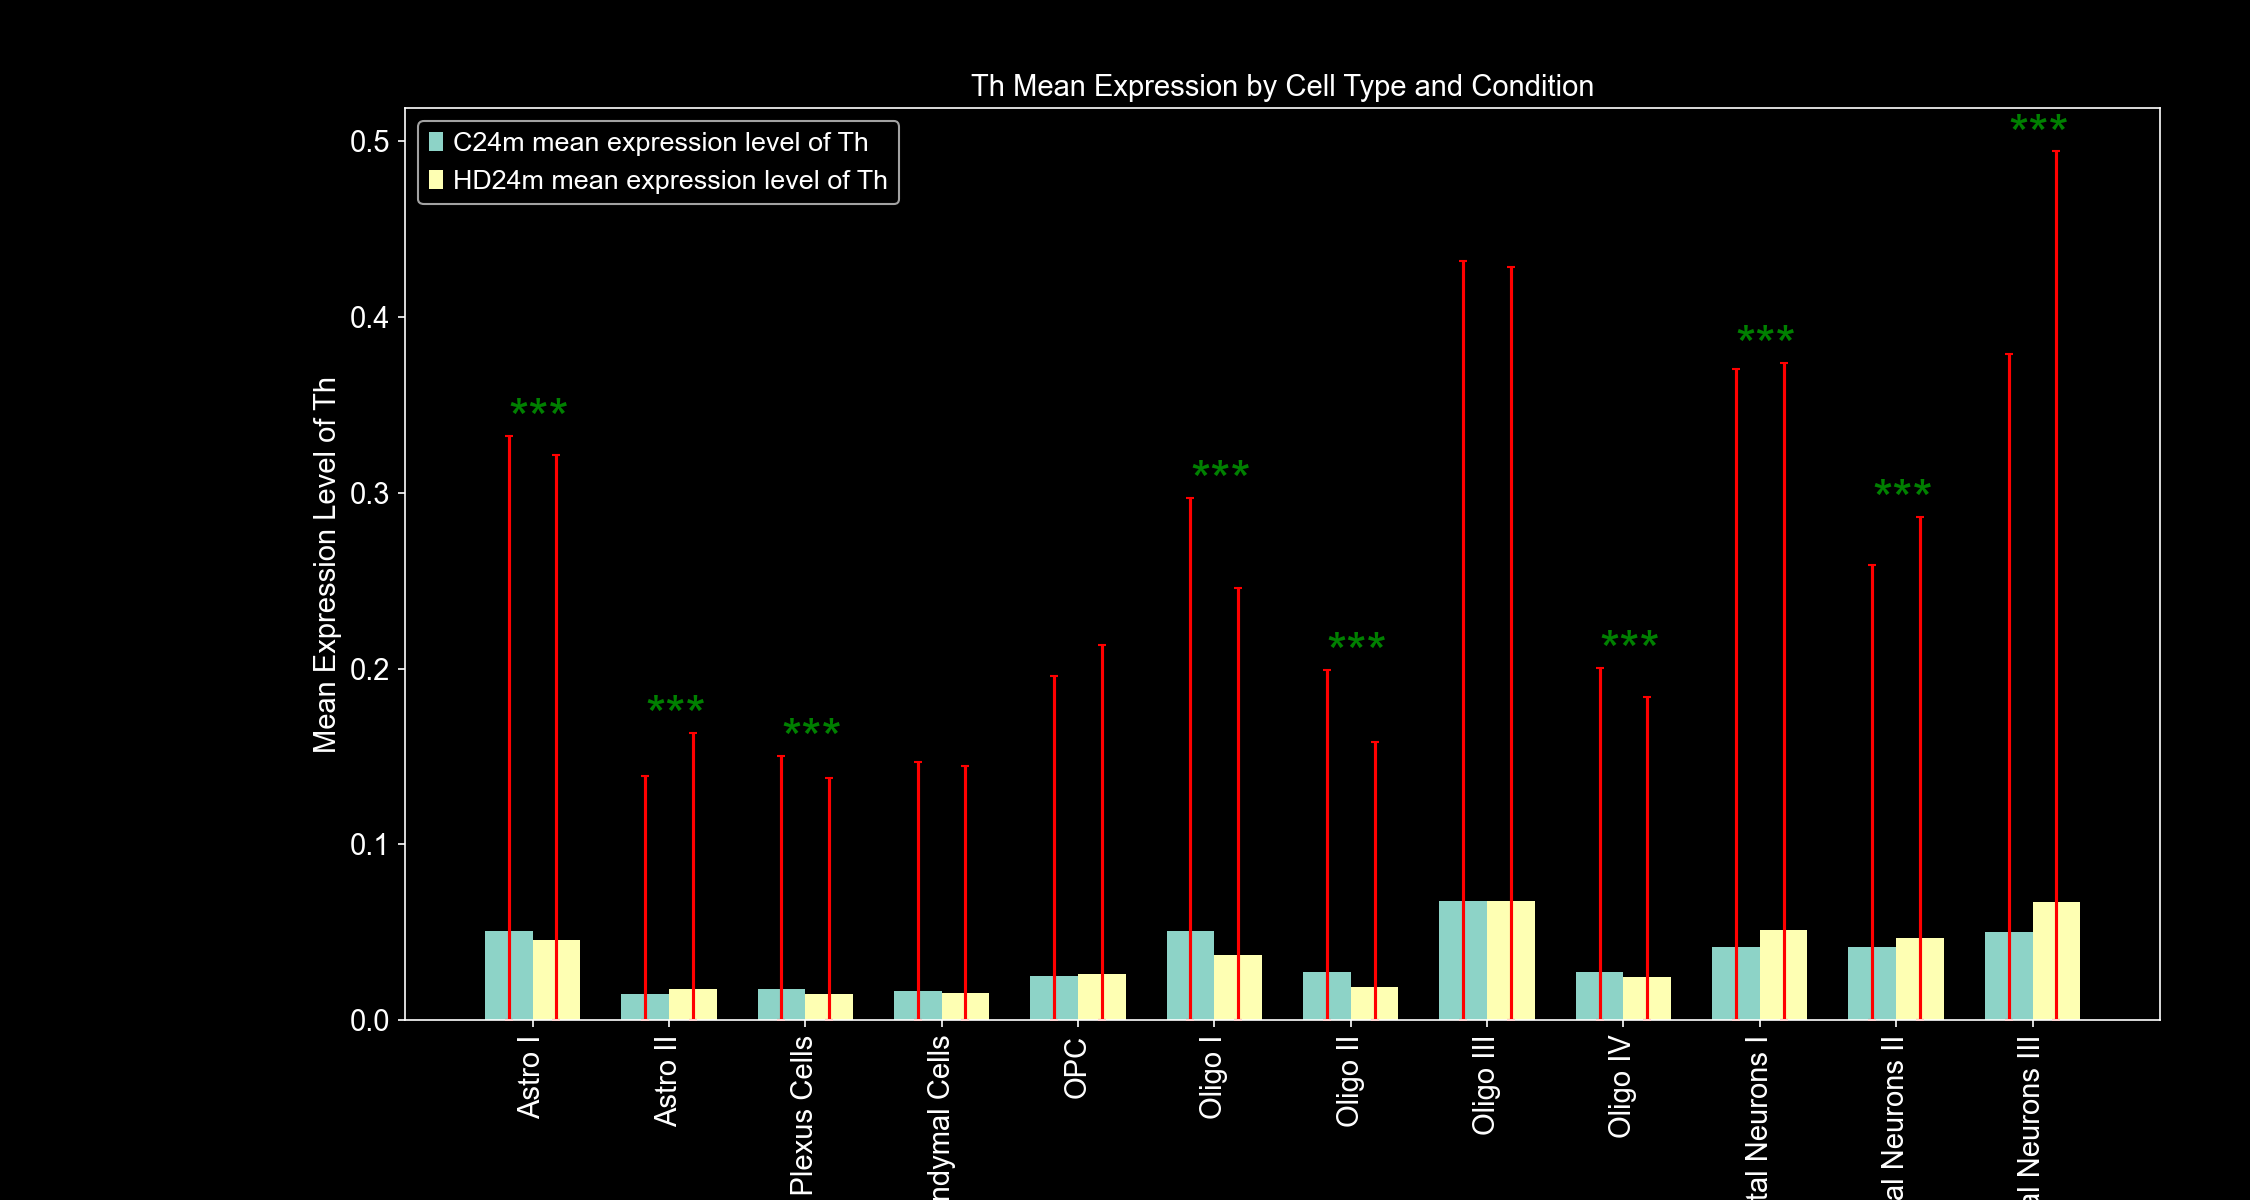 Th Mean Expression by Cell Type and Condition
C24m mean expression level of Th
HD24m mean expression level of Th
Mean Expression Level of Th
0.5
0.4
0.3
0.2
0.1
0.0
***
***
***
***
***
***
***
***
***
Astro I
Astro II
Plexus Cells
ndymal Cells
OPC
Oligo I
Oligo II
Oligo III
Oligo IV
tal Neurons I
al Neurons II
al Neurons III